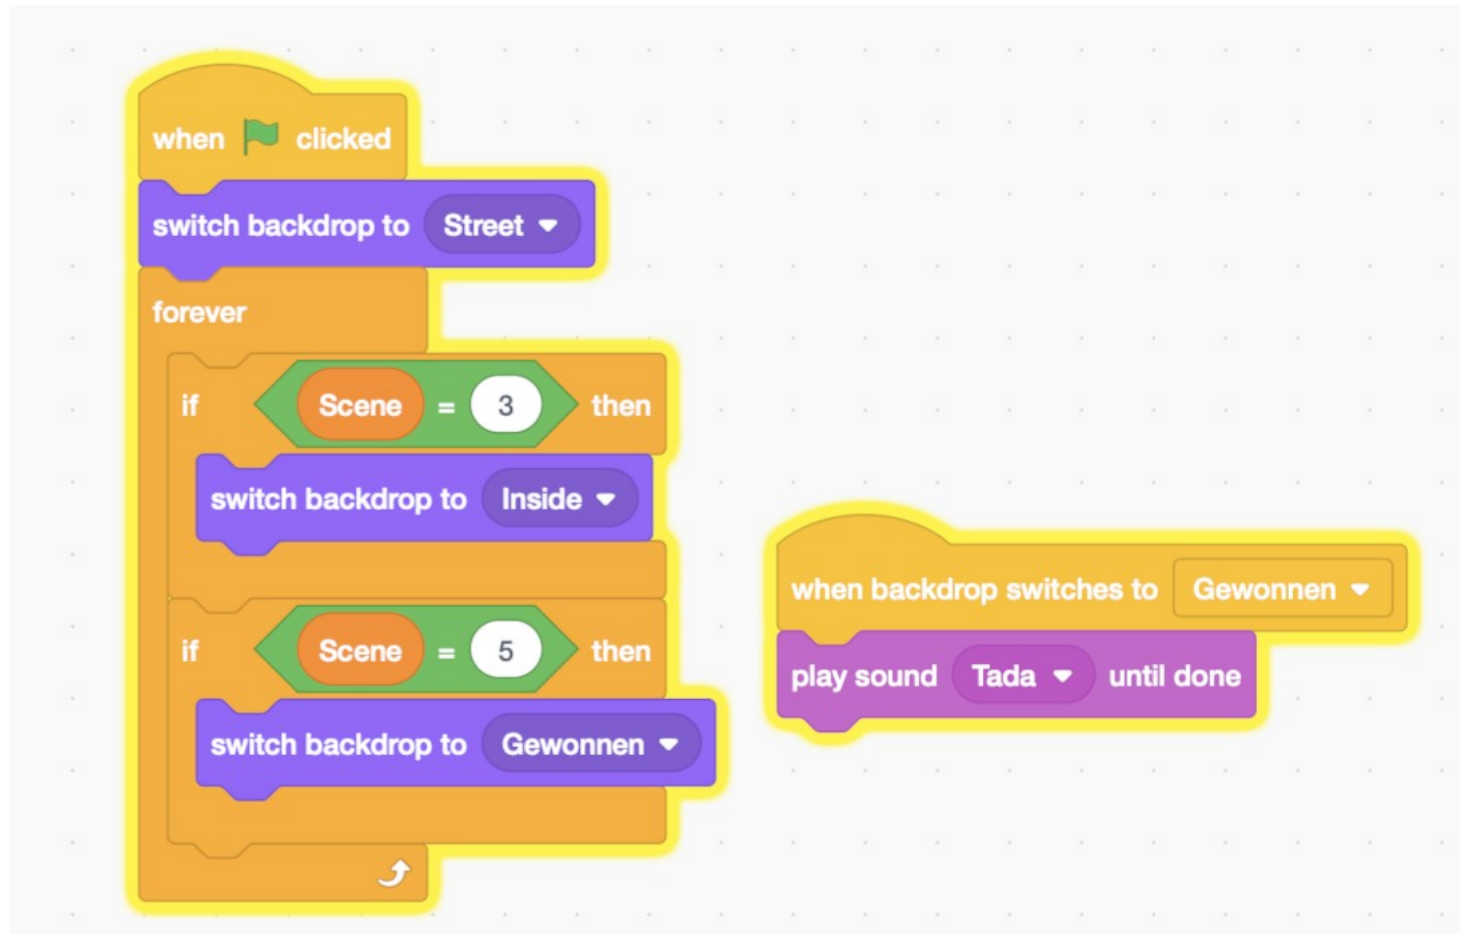 when clicked
switch backdrop to Street
forever
if Scene = 3 then
switch backdrop to Inside
if Scene = 5 then
switch backdrop to Gewonnen
when backdrop switches to Gewonnen
play sound Tada until done